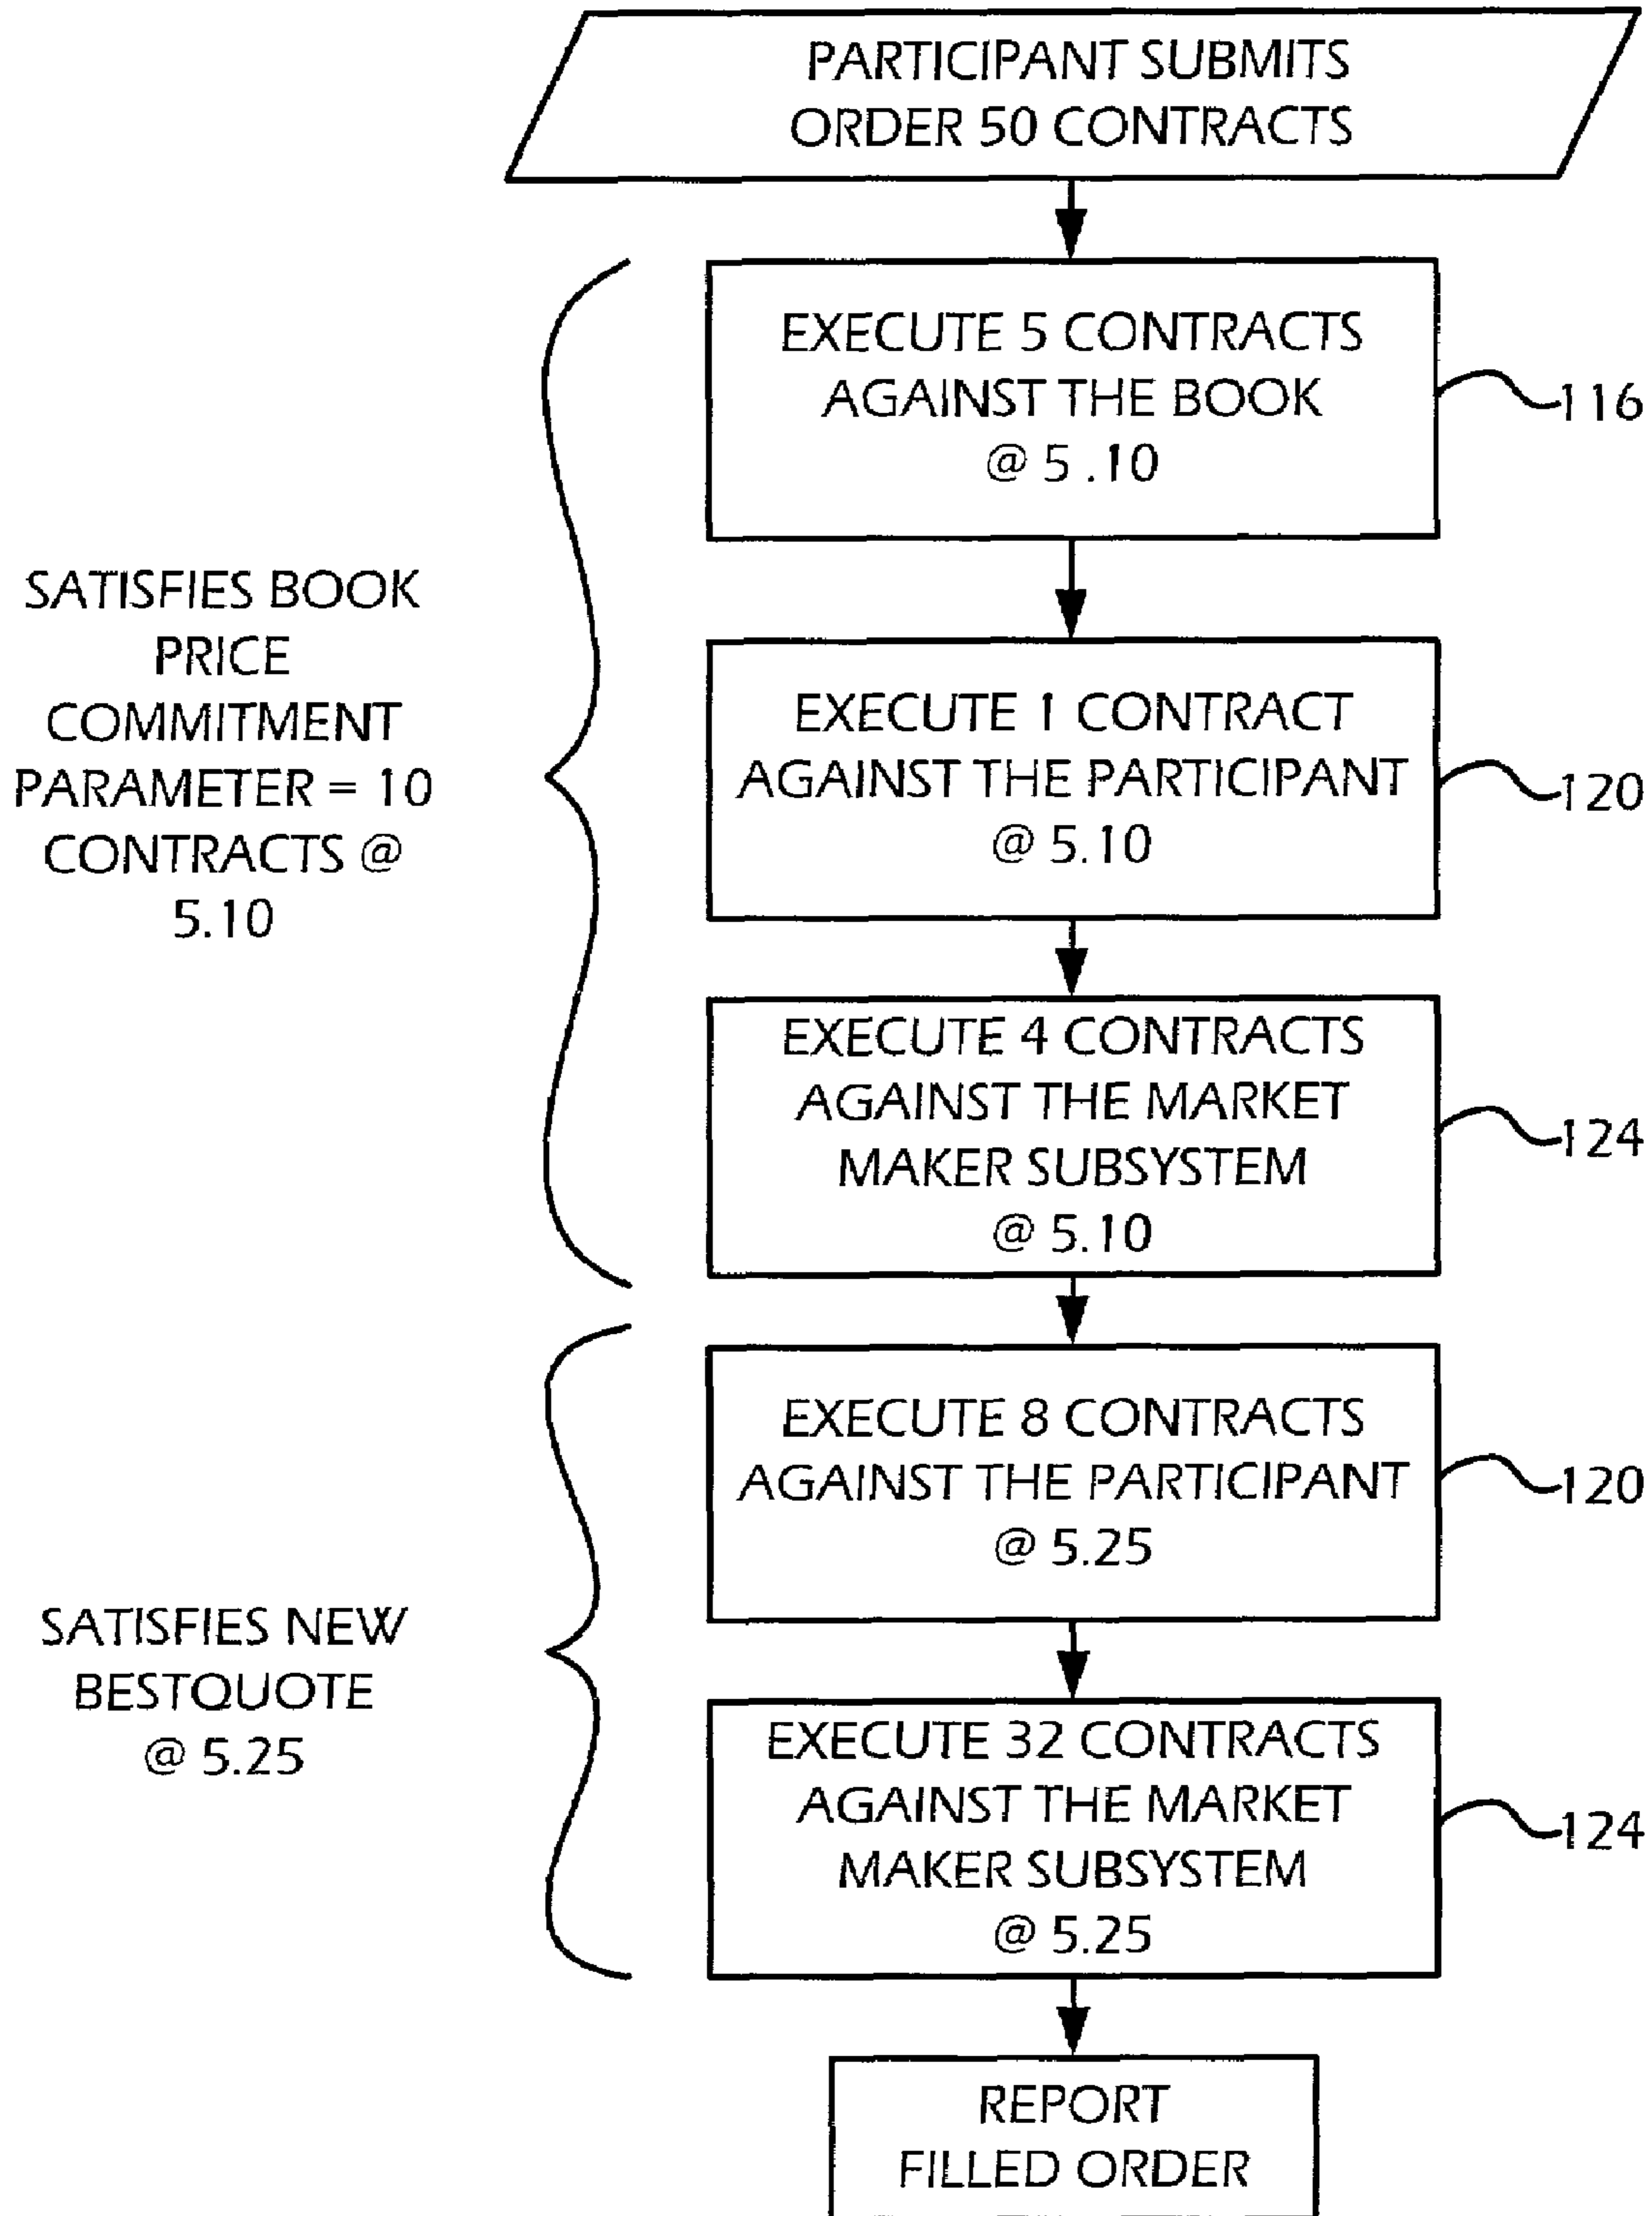 PARTICIPANT SUBMITS
ORDER 50 CONTRACTS
EXECUTE 5 CONTRACTS
AGAINST THE BOOK
@ 5 .10
116
SATISFIES BOOK
PRICE
COMMITMENT
PARAMETER = 10
CONTRACTS @
5.10
EXECUTE 1 CONTRACT
AGAINST THE PARTICIPANT
@ 5.10
120
EXECUTE 4 CONTRACTS
AGAINST THE MARKET
MAKER SUBSYSTEM
@ 5.10
124
EXECUTE 8 CONTRACTS
AGAINST THE PARTICIPANT
@ 5.25
120
SATISFIES NEW
BESTQUOTE
@ 5.25
EXECUTE 32 CONTRACTS
AGAINST THE MARKET
MAKER SUBSYSTEM
@ 5.25
124
REPORT
FILLED ORDER